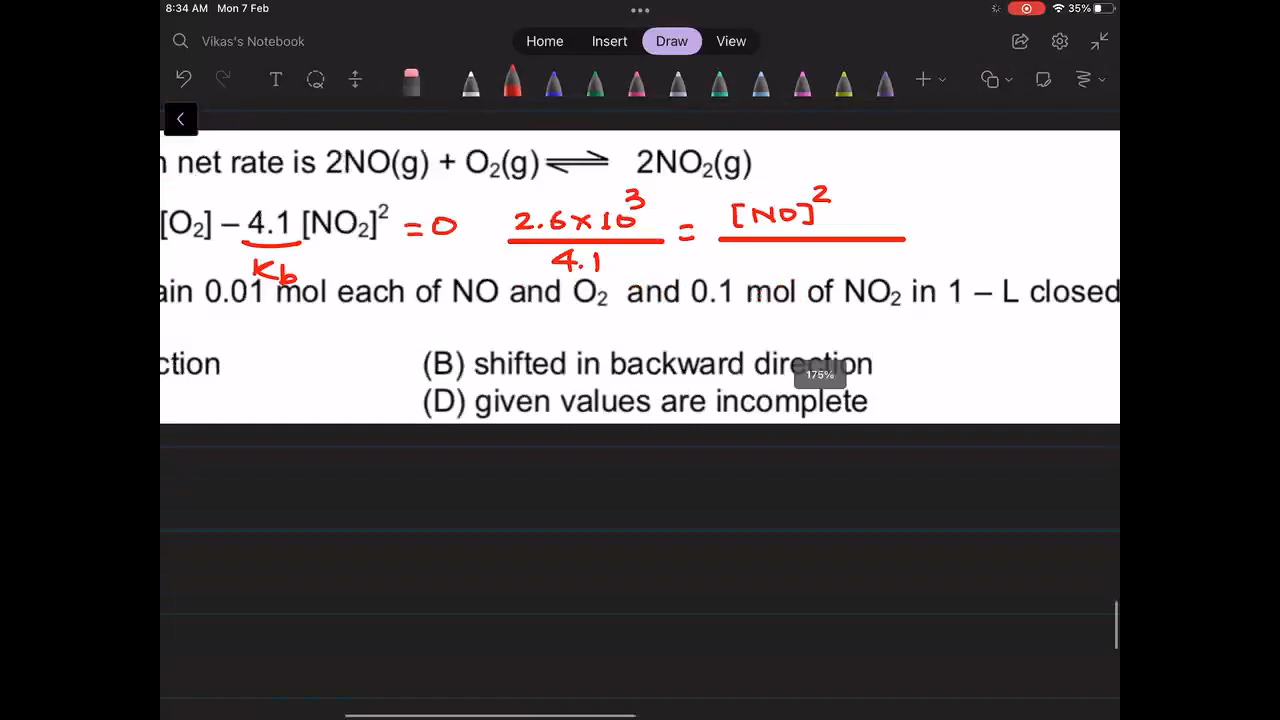 8:34 AM Mon 7 Feb
35%
Vikas's Notebook
Home Insert Draw View
net rate is 2NO(g) + O₂(g) ⇌ 2NO₂(g)
[O₂] – 4.1 [NO₂]² = 0 2.6 × 10³ / 4.1 = [NO]²
Kb
ain 0.01 mol each of NO and O₂ and 0.1 mol of NO₂ in 1 – L closed
ction (B) shifted in backward direction
175%
(D) given values are incomplete